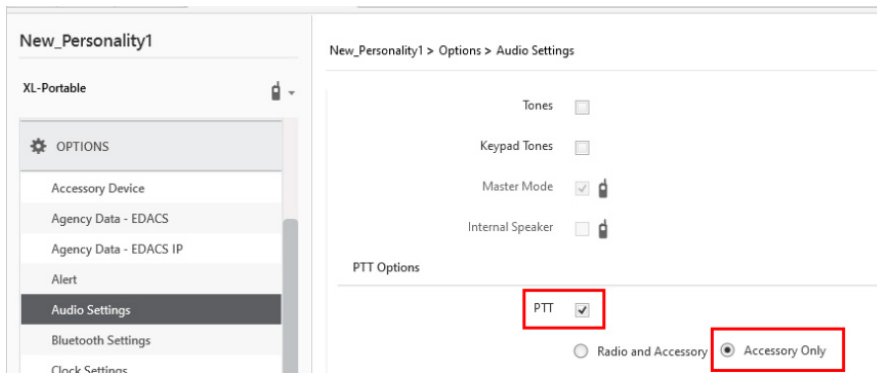 New_Personality1
New_Personality1 > Options > Audio Settings
XL-Portable
OPTIONS
Accessory Device
Agency Data - EDACS
Agency Data - EDACS IP
Alert
Audio Settings
Bluetooth Settings
Clock Settings
Tones
Keypad Tones
Master Mode
Internal Speaker
PTT Options
PTT
Radio and Accessory
Accessory Only